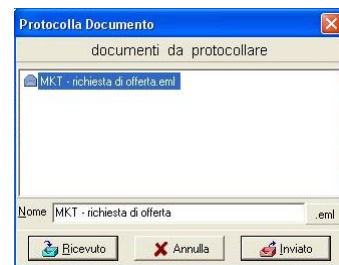 Protocolla Documento
documenti da protocollare
MKT - richiesta di offerta.eml
Nome MKT - richiesta di offerta .eml
Ricevuto Annulla Inviato